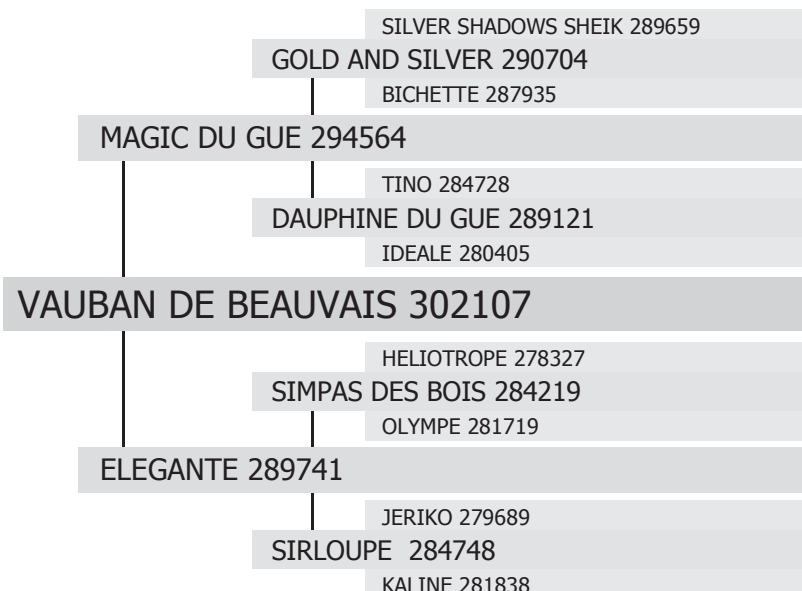 SILVER SHADOWS SHEIK 289659
GOLD AND SILVER 290704
BICHETTE 287935
MAGIC DU GUE 294564
TINO 284728
DAUPHINE DU GUE 289121
IDEALE 280405
VAUBAN DE BEAUVAIS 302107
HELIOTROPE 278327
SIMPAS DES BOIS 284219
OLYMPE 281719
ELEGANTE 289741
JERIKO 279689
SIRLOUPE 284748
KALINE 281838